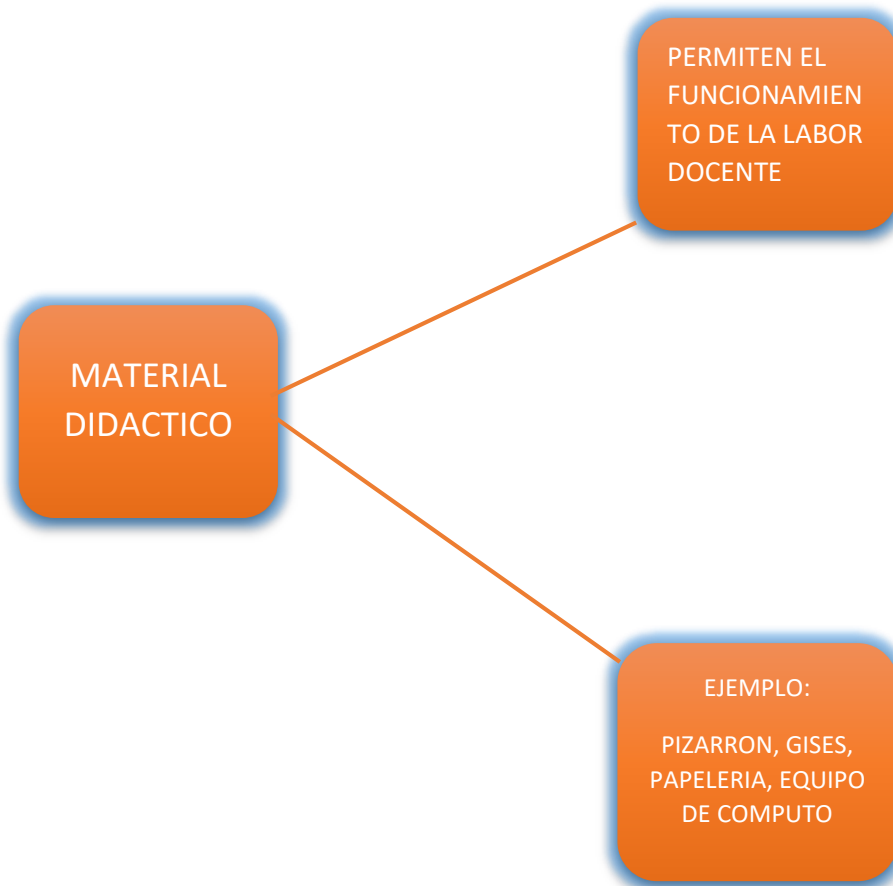 PERMITEN EL
FUNCIONAMIEN
TO DE LA LABOR
DOCENTE
MATERIAL
DIDACTICO
EJEMPLO:
PIZARRON, GISES,
PAPELERIA, EQUIPO
DE COMPUTO